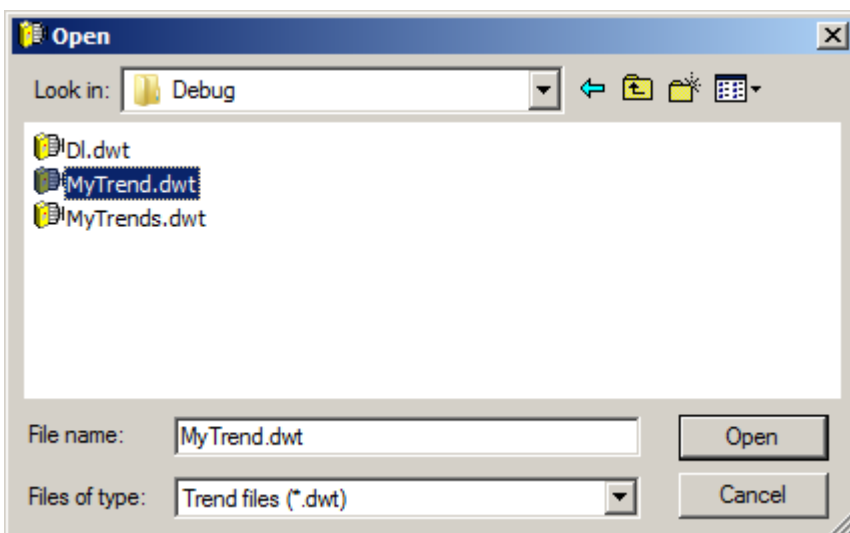 Open
Look in: Debug
Dl.dwt
MyTrend.dwt
MyTrends.dwt
File name: MyTrend.dwt Open
Files of type: Trend files (*.dwt) Cancel